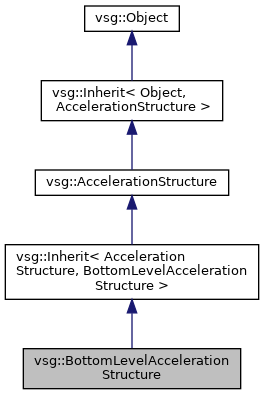 vsg::Object
vsg::Inherit< Object,
AccelerationStructure >
vsg::AccelerationStructure
vsg::Inherit< Acceleration
Structure, BottomLevelAcceleration
Structure >
vsg::BottomLevelAcceleration
Structure